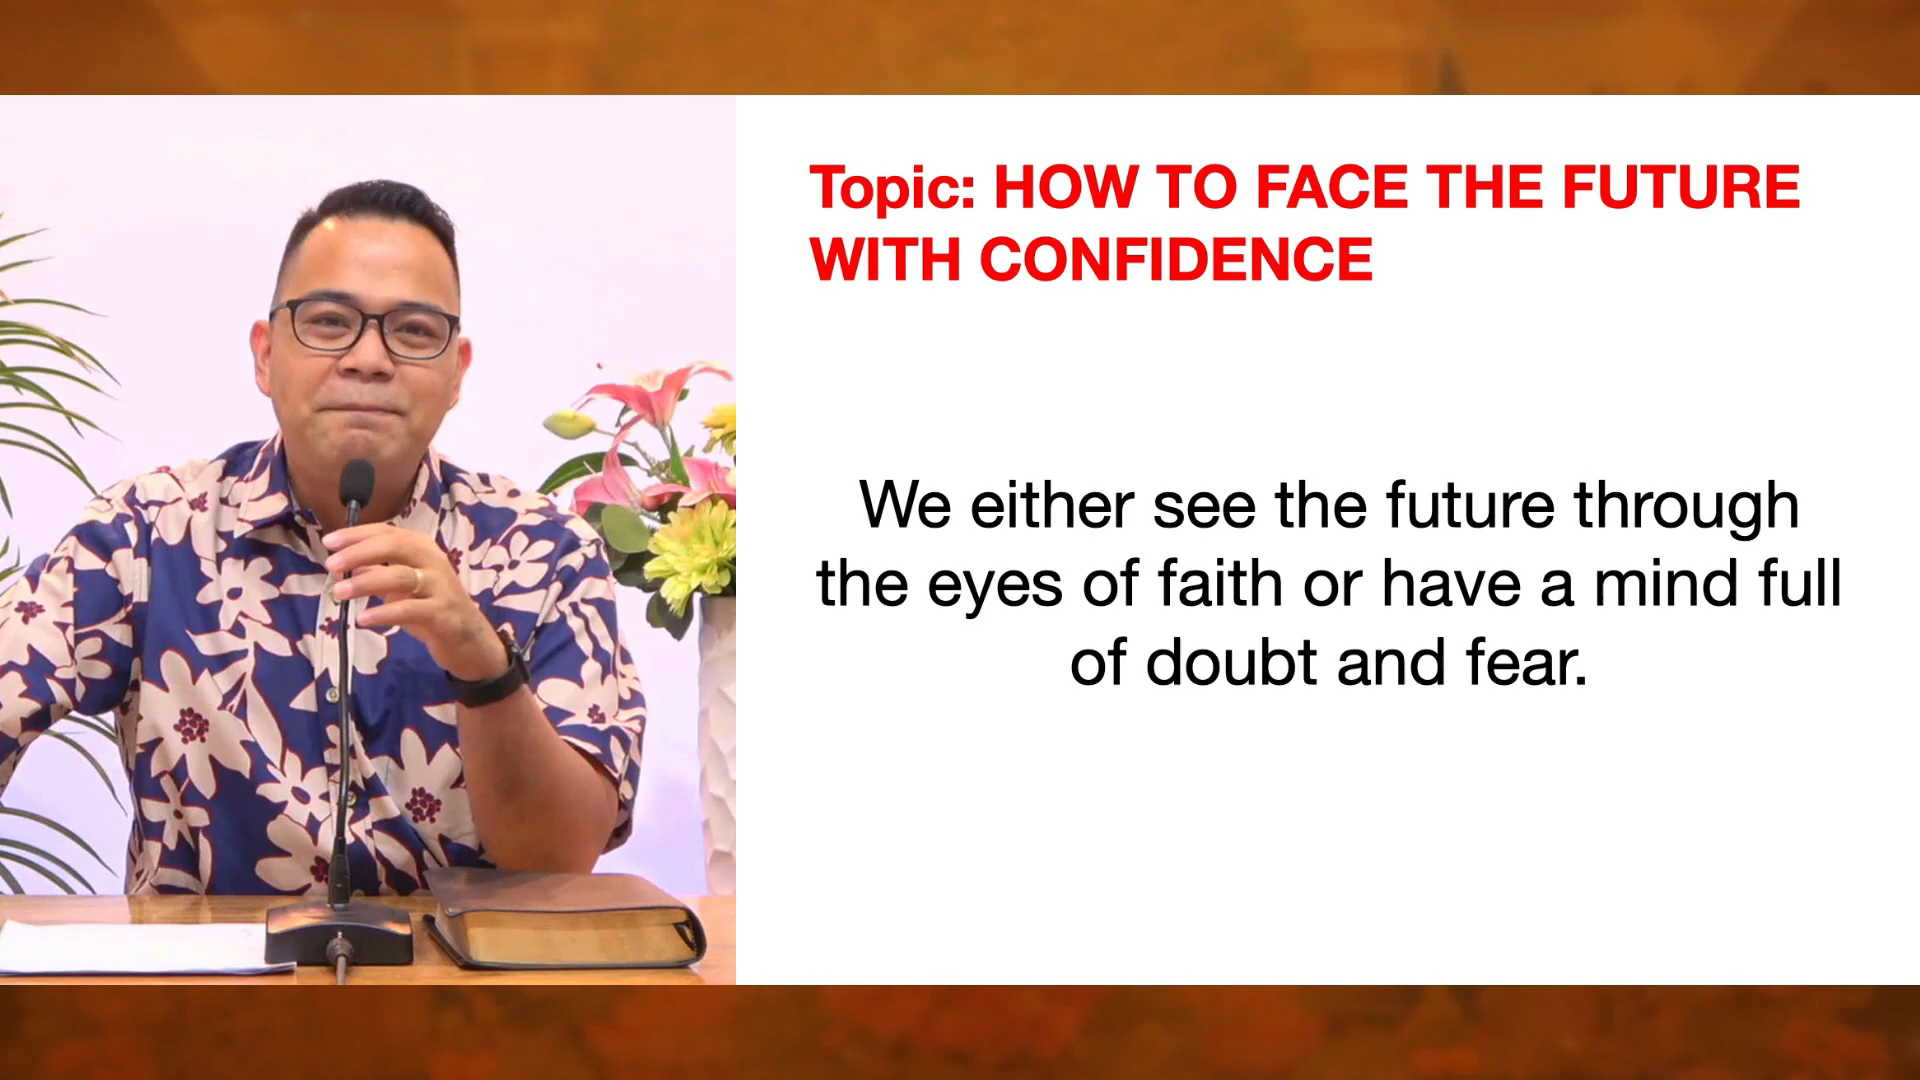 Topic: HOW TO FACE THE FUTURE
WITH CONFIDENCE
We either see the future through
the eyes of faith or have a mind full
of doubt and fear.